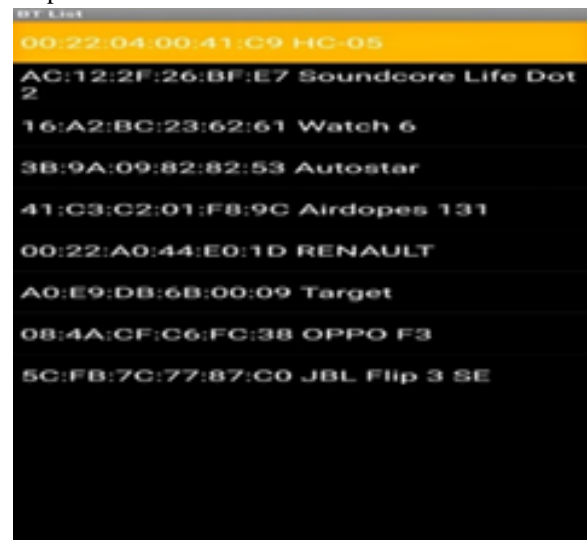 BT List
00:22:04:00:41:C9 HC-05
AC:12:2F:26:BF:E7 Soundcore Life Dot
2
16:A2:BC:23:62:61 Watch 6
3B:9A:09:82:82:53 Autostar
41:C3:C2:01:F8:9C Airdopes 131
00:22:A0:44:E0:1D RENAULT
A0:E9:DB:6B:00:09 Target
08:4A:CF:C6:FC:38 OPPO F3
5C:FB:7C:77:87:C0 JBL Flip 3 SE